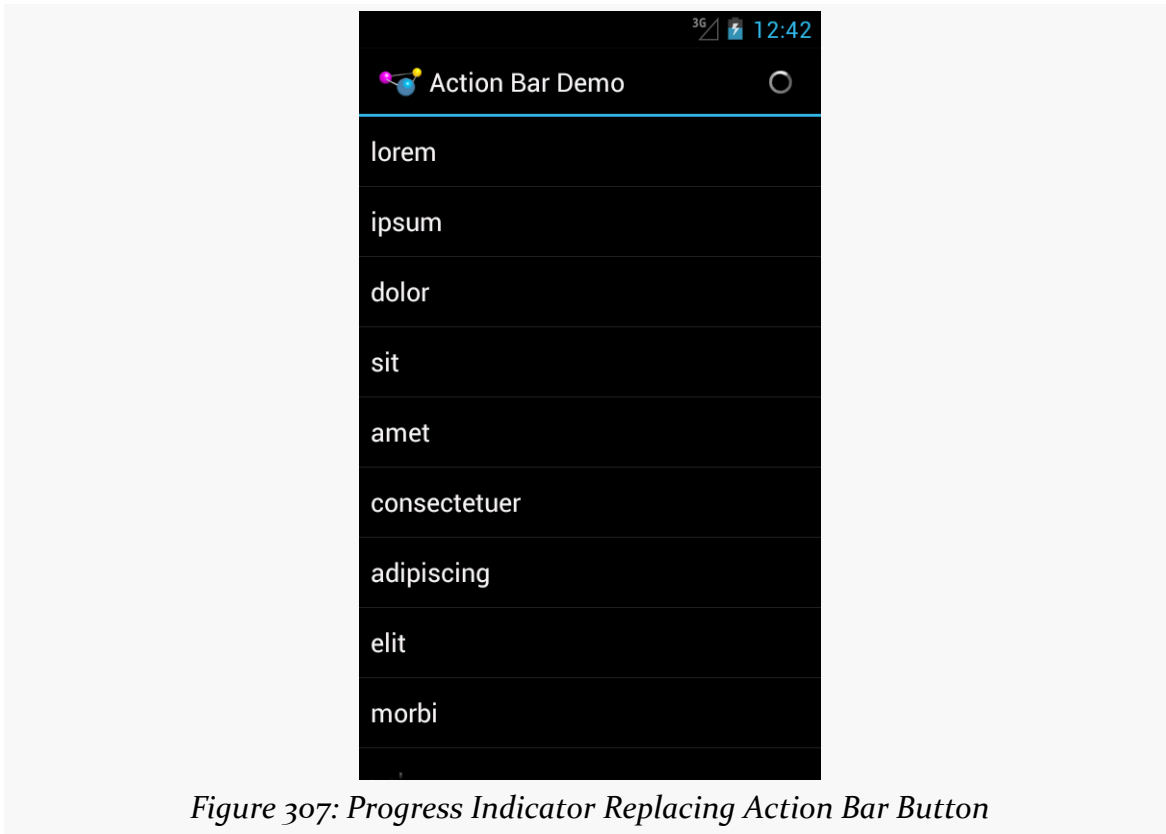 3G 12:42
Action Bar Demo
lorem
ipsum
dolor
sit
amet
consectetuer
adipiscing
elit
morbi
Figure 307: Progress Indicator Replacing Action Bar Button